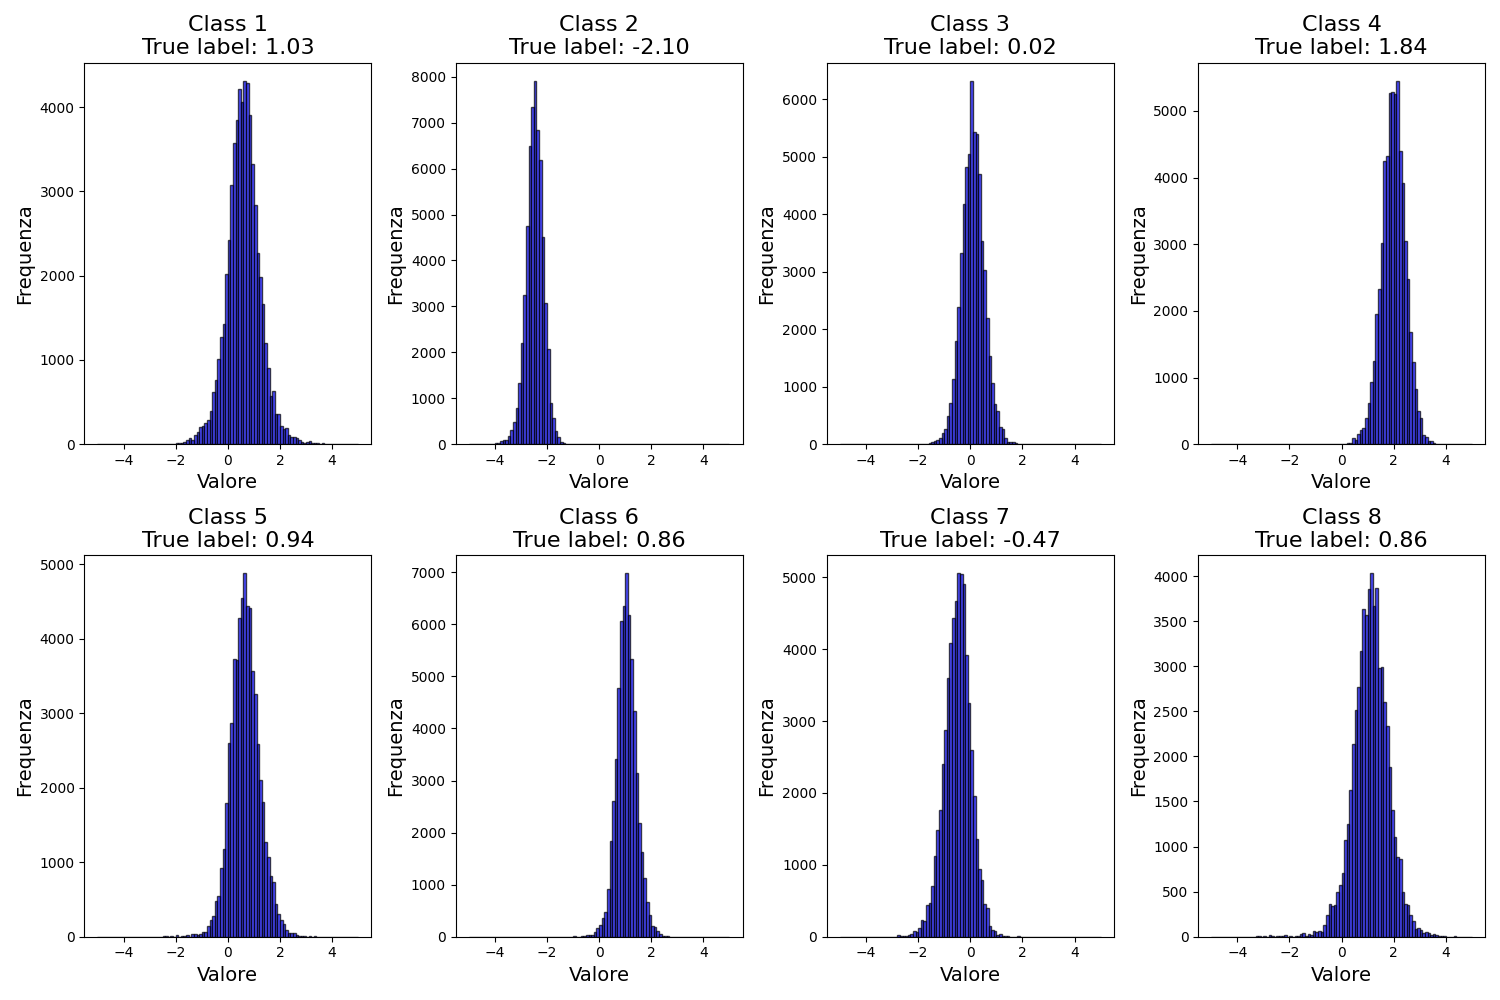 Class 1
True label: 1.03
Class 2
True label: -2.10
Class 3
True label: 0.02
Class 4
True label: 1.84
Frequenza
4000
3000
2000
1000
0
−4 −2 0 2 4
Valore
Frequenza
8000
7000
6000
5000
4000
3000
2000
1000
0
−4 −2 0 2 4
Valore
Frequenza
6000
5000
4000
3000
2000
1000
0
−4 −2 0 2 4
Valore
Frequenza
5000
4000
3000
2000
1000
0
−4 −2 0 2 4
Valore
Class 5
True label: 0.94
Class 6
True label: 0.86
Class 7
True label: -0.47
Class 8
True label: 0.86
Frequenza
5000
4000
3000
2000
1000
0
−4 −2 0 2 4
Valore
Frequenza
7000
6000
5000
4000
3000
2000
1000
0
−4 −2 0 2 4
Valore
Frequenza
5000
4000
3000
2000
1000
0
−4 −2 0 2 4
Valore
Frequenza
4000
3500
3000
2500
2000
1500
1000
500
0
−4 −2 0 2 4
Valore